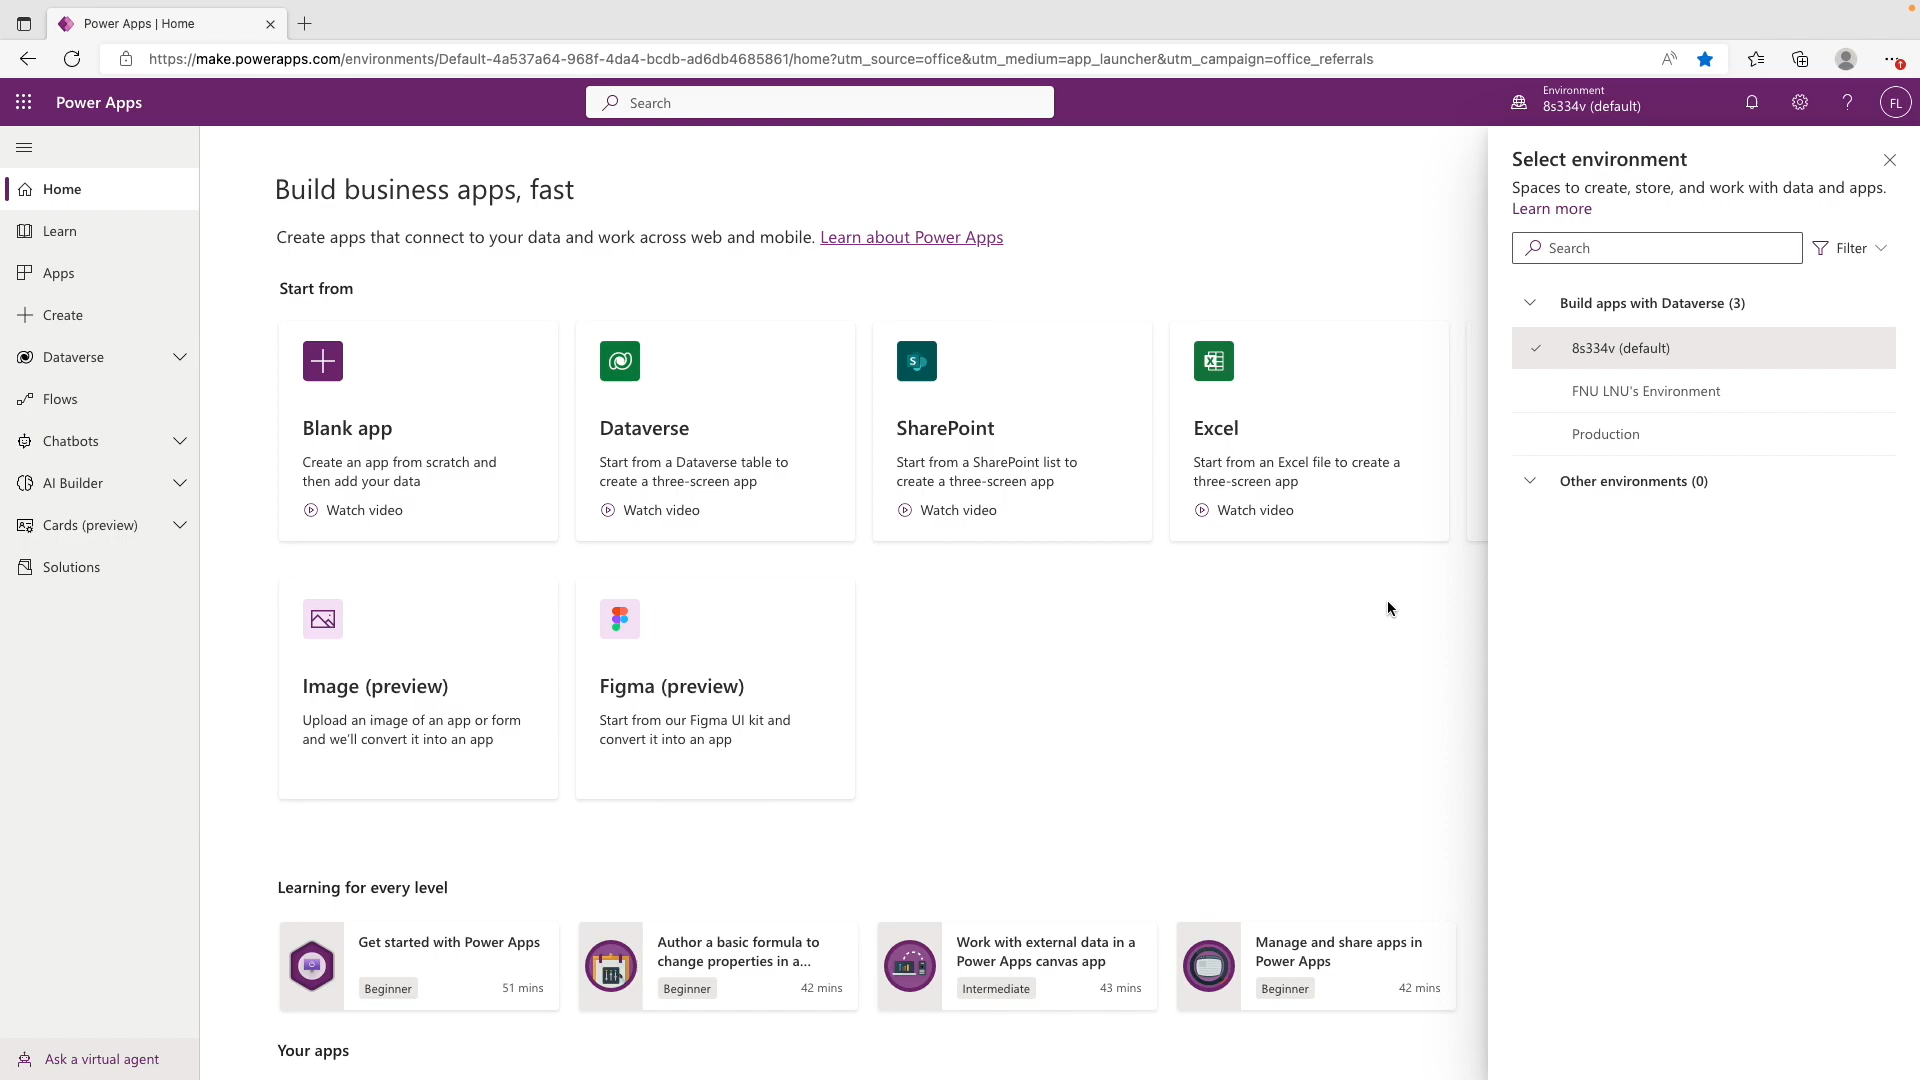 Power Apps | Home
https://make.powerapps.com/environments/Default-4a537a64-968f-4da4-bcdb-ad6db4685861/home?utm_source=office&utm_medium=app_launcher&utm_campaign=office_referrals
Power Apps
Search
Environment
8s334v (default)
FL
Home
Learn
Apps
Create
Dataverse
Flows
Chatbots
AI Builder
Cards (preview)
Solutions
Ask a virtual agent
Build business apps, fast
Create apps that connect to your data and work across web and mobile. Learn about Power Apps
Start from
Blank app
Create an app from scratch and
then add your data
Watch video
Dataverse
Start from a Dataverse table to
create a three-screen app
Watch video
SharePoint
Start from a SharePoint list to
create a three-screen app
Watch video
Excel
Start from an Excel file to create a
three-screen app
Watch video
Image (preview)
Upload an image of an app or form
and we'll convert it into an app
Figma (preview)
Start from our Figma UI kit and
convert it into an app
Learning for every level
Get started with Power Apps
Beginner
51 mins
Author a basic formula to
change properties in a...
Beginner
42 mins
Work with external data in a
Power Apps canvas app
Intermediate
43 mins
Manage and share apps in
Power Apps
Beginner
42 mins
Your apps
Select environment
Spaces to create, store, and work with data and apps.
Learn more
Search
Filter
Build apps with Dataverse (3)
8s334v (default)
FNU LNU's Environment
Production
Other environments (0)